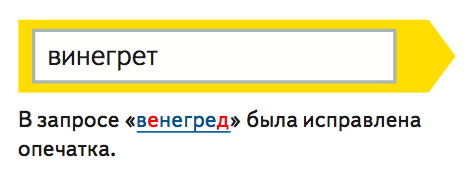 винегрет
В запросе «венегред» была исправлена
опечатка.